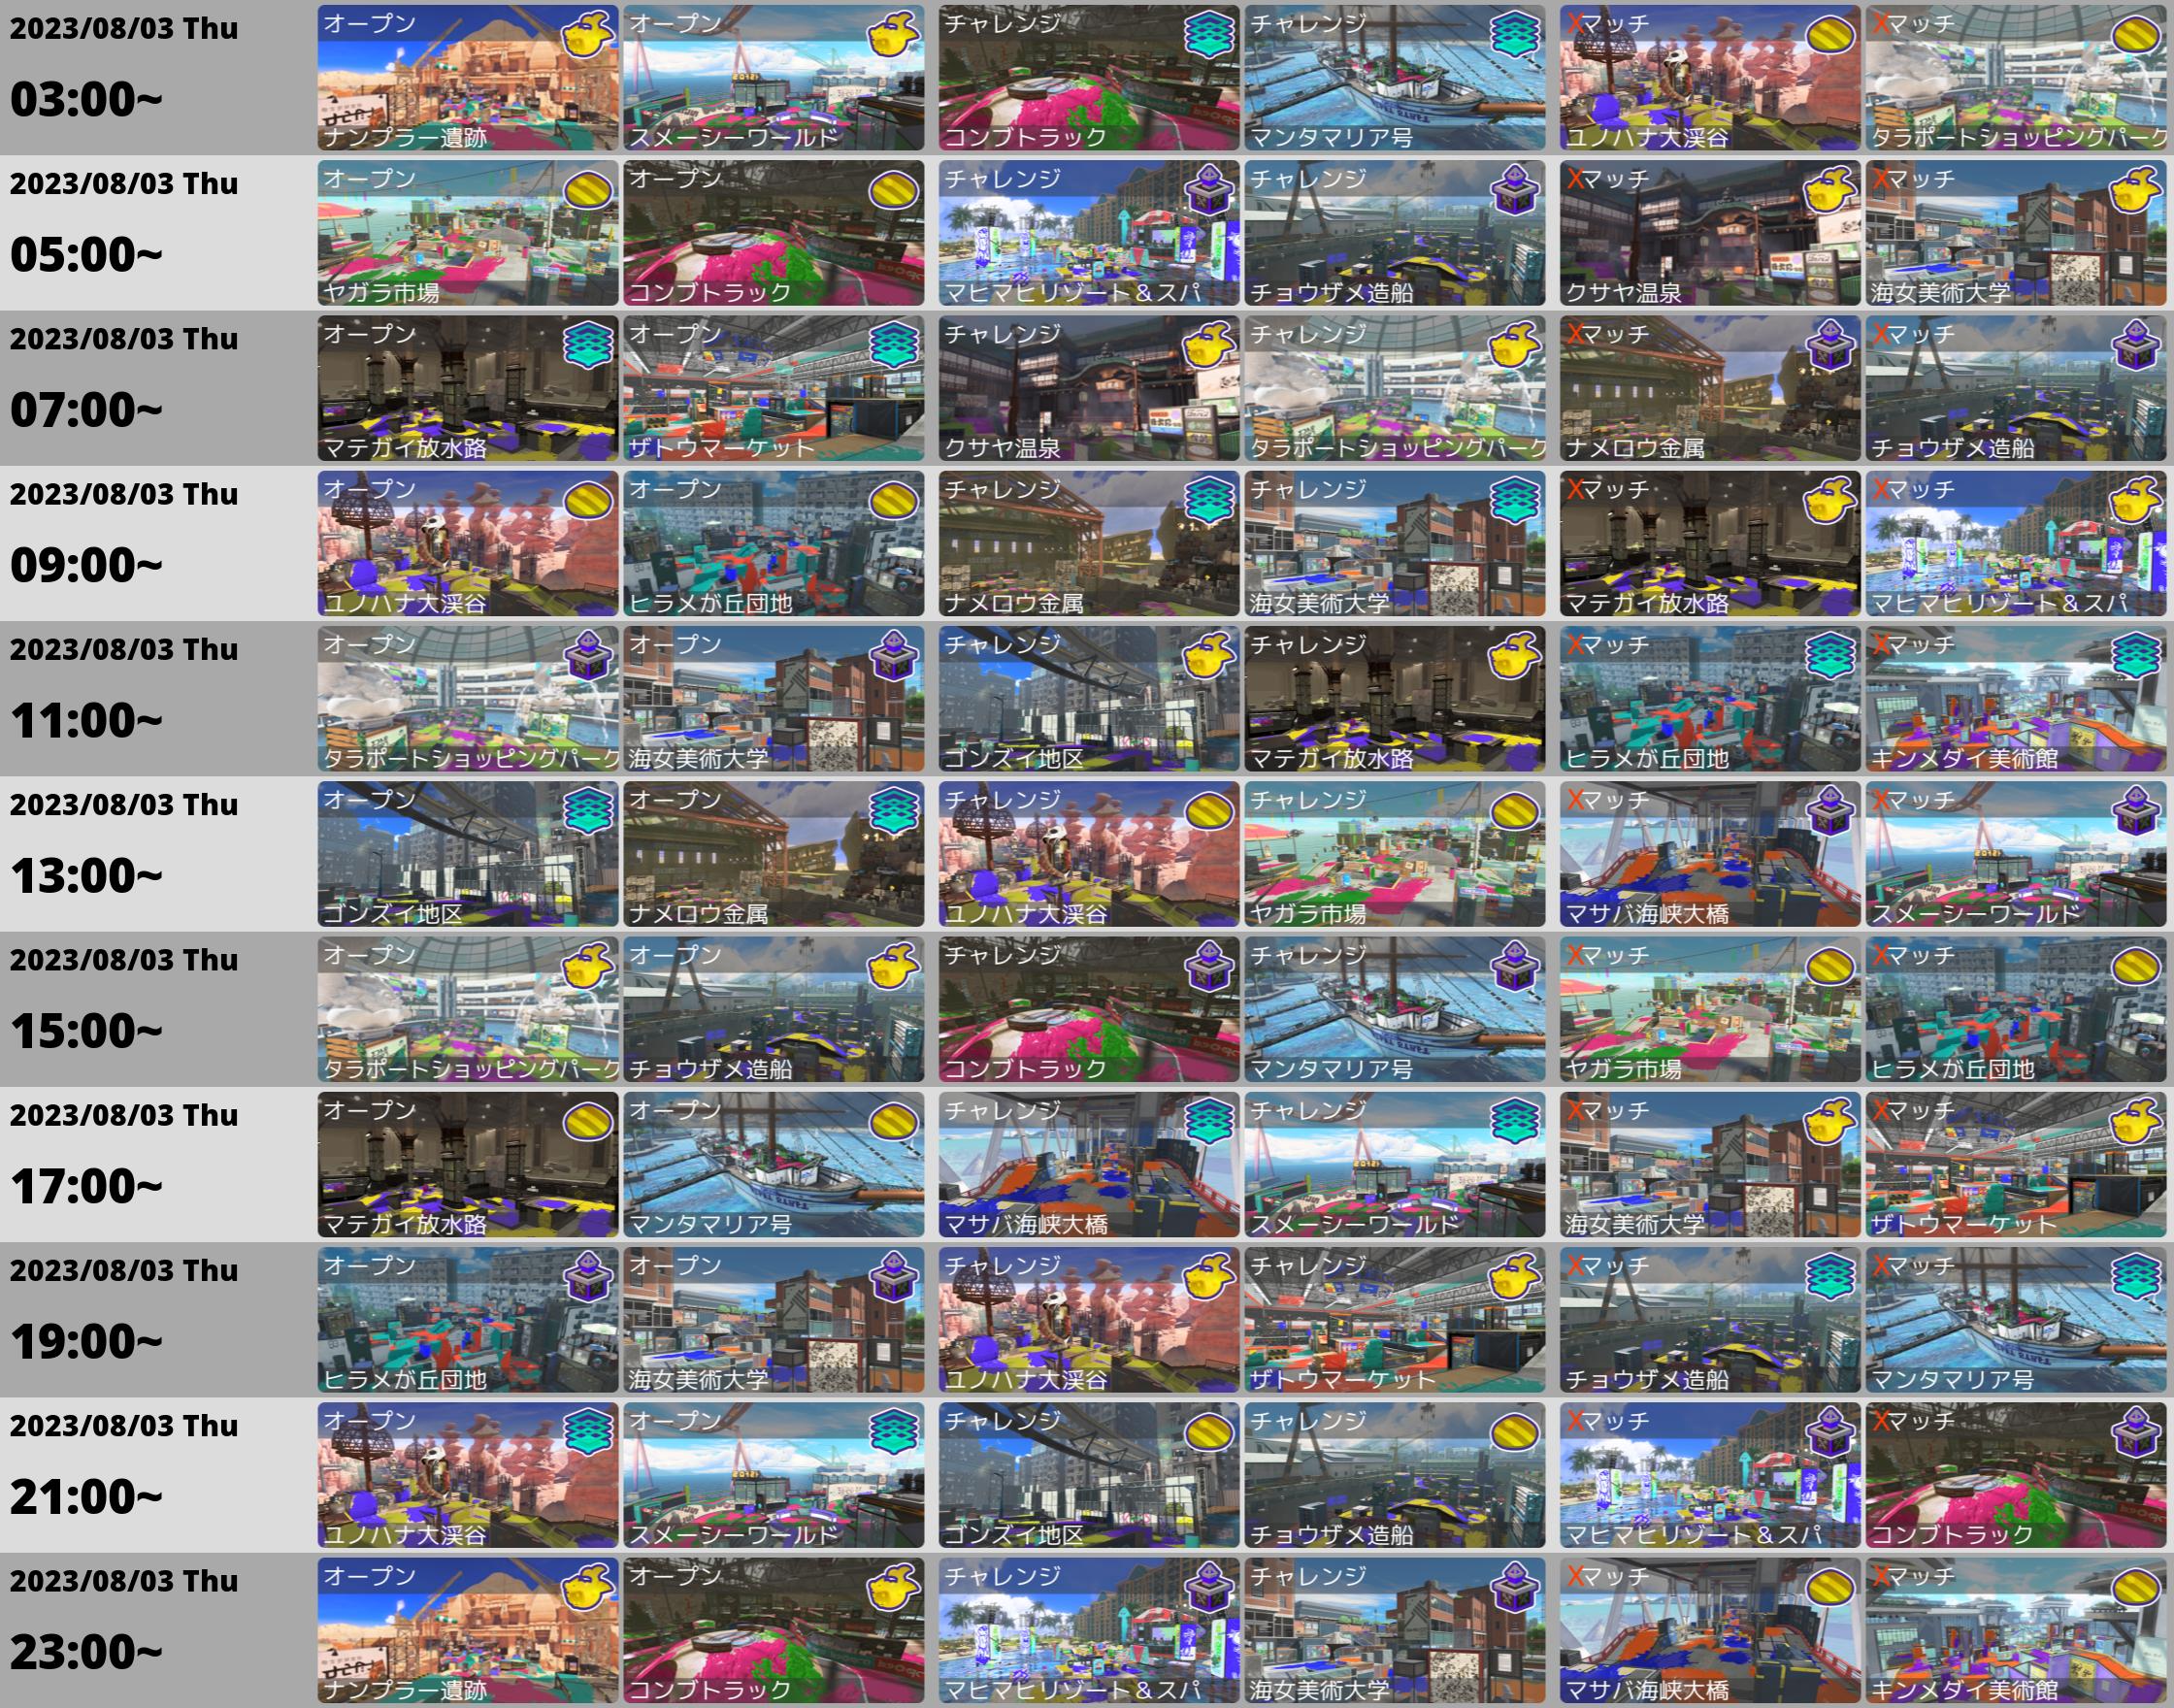 2023/08/03 Thu
03:00~
オープン
ナンプラー遺跡
オープン
スメーシーワールド
チャレンジ
コンブトラック
チャレンジ
マンタマリア号
Xマッチ
ユノハナ大渓谷
Xマッチ
タラポートショッピングパーク
2023/08/03 Thu
05:00~
オープン
ヤガラ市場
オープン
コンブトラック
チャレンジ
マヒマヒリゾート&スパ
チャレンジ
チョウザメ造船
Xマッチ
クサヤ温泉
Xマッチ
海女美術大学
2023/08/03 Thu
07:00~
オープン
マテガイ放水路
オープン
ザトウマーケット
チャレンジ
クサヤ温泉
チャレンジ
タラポートショッピングパーク
Xマッチ
ナメロウ金属
Xマッチ
チョウザメ造船
2023/08/03 Thu
09:00~
オープン
ユノハナ大渓谷
オープン
ヒラメが丘団地
チャレンジ
ナメロウ金属
チャレンジ
海女美術大学
Xマッチ
マテガイ放水路
Xマッチ
マヒマヒリゾート&スパ
2023/08/03 Thu
11:00~
オープン
タラポートショッピングパーク
オープン
海女美術大学
チャレンジ
ゴンズイ地区
チャレンジ
マテガイ放水路
Xマッチ
ヒラメが丘団地
Xマッチ
キンメダイ美術館
2023/08/03 Thu
13:00~
オープン
ゴンズイ地区
オープン
ナメロウ金属
チャレンジ
ユノハナ大渓谷
チャレンジ
ヤガラ市場
Xマッチ
マサバ海峡大橋
Xマッチ
スメーシーワールド
2023/08/03 Thu
15:00~
オープン
タラポートショッピングパーク
オープン
チョウザメ造船
チャレンジ
コンブトラック
チャレンジ
マンタマリア号
Xマッチ
ヤガラ市場
Xマッチ
ヒラメが丘団地
2023/08/03 Thu
17:00~
オープン
マテガイ放水路
オープン
マンタマリア号
チャレンジ
マサバ海峡大橋
チャレンジ
スメーシーワールド
Xマッチ
海女美術大学
Xマッチ
ザトウマーケット
2023/08/03 Thu
19:00~
オープン
ヒラメが丘団地
オープン
海女美術大学
チャレンジ
ユノハナ大渓谷
チャレンジ
ザトウマーケット
Xマッチ
チョウザメ造船
Xマッチ
マンタマリア号
2023/08/03 Thu
21:00~
オープン
ユノハナ大渓谷
オープン
スメーシーワールド
チャレンジ
ゴンズイ地区
チャレンジ
チョウザメ造船
Xマッチ
マヒマヒリゾート&スパ
Xマッチ
コンブトラック
2023/08/03 Thu
23:00~
オープン
ナンプラー遺跡
オープン
コンブトラック
チャレンジ
マヒマヒリゾート&スパ
チャレンジ
海女美術大学
Xマッチ
マサバ海峡大橋
Xマッチ
キンメダイ美術館